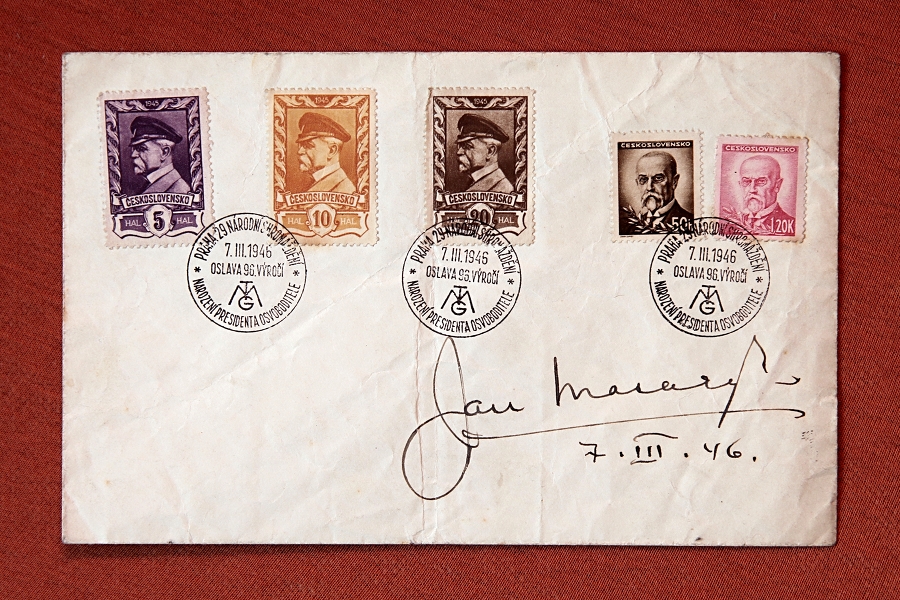 1945
ČESKOSLOVENSKO
HAL 5 HAL
1945
ČESKOSLOVENSKO
HAL 10 HAL
1945
ČESKOSLOVENSKO
HAL 20 HAL
ČESKOSLOVENSKO
50H
ČESKOSLOVENSKO
1.20K
PRAHA 29 NÁRODNÍ SHROMÁŽDĚNÍ
7.III.1946
OSLAVA 96.VÝROČÍ
TGM
NAROZENÍ PRESIDENTA OSVOBODITELE
PRAHA 29 NÁRODNÍ SHROMÁŽDĚNÍ
7.III.1946
OSLAVA 96.VÝROČÍ
TGM
NAROZENÍ PRESIDENTA OSVOBODITELE
PRAHA 29 NÁRODNÍ SHROMÁŽDĚNÍ
7.III.1946
OSLAVA 96.VÝROČÍ
TGM
NAROZENÍ PRESIDENTA OSVOBODITELE
Jan Masaryk
7.III.46.